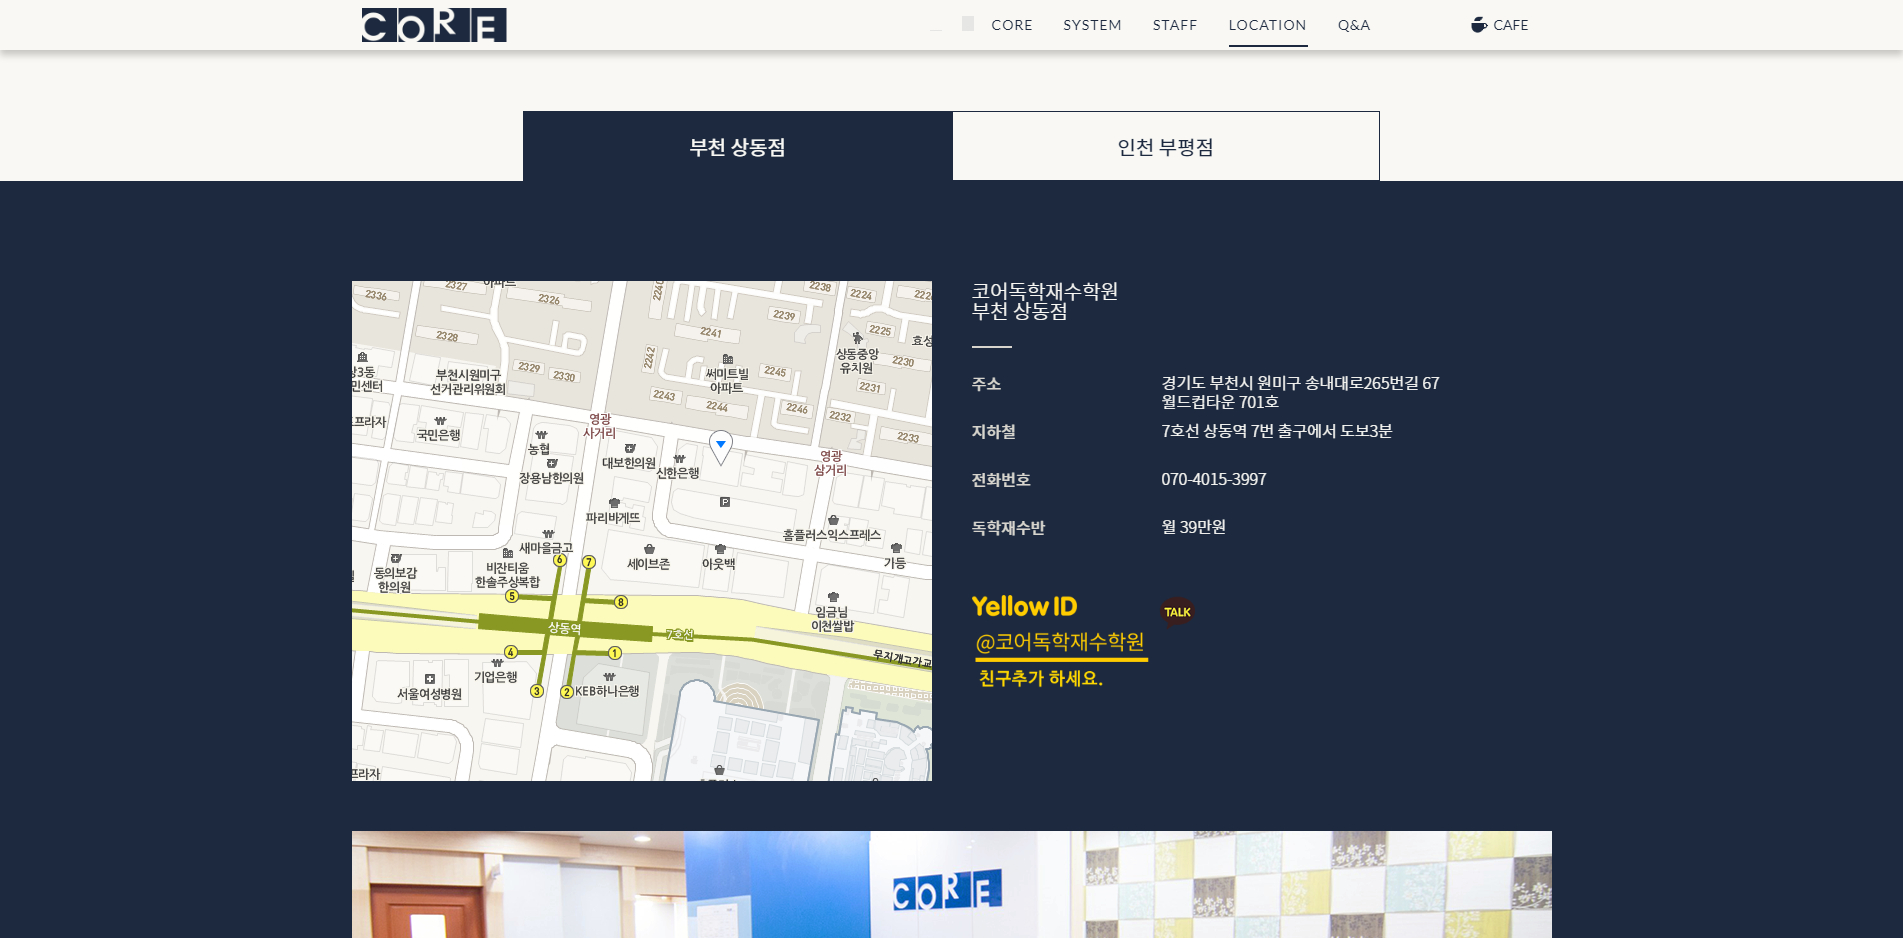 CORE
CORE
SYSTEM
STAFF
LOCATION
Q&A
CAFE
부천 상동점
인천 부평점
코어독학재수학원
부천 상동점
주소
경기도 부천시 원미구 송내대로265번길 67
월드컵타운 701호
지하철
7호선 상동역 7번 출구에서 도보3분
전화번호
070-4015-3997
독학재수반
월 39만원
Yellow ID
TALK
@코어독학재수학원
친구추가 하세요.
아파트
2336
2327
2326
2240
2238
2224
2239
2328
2241
2225
2329
2330
2242
2245
2230
2231
2243
2244
2246
2232
2233
상동중앙
유치원
효성
써미트빌
아파트
부천시원미구
선거관리위원회
상3동
민센터
프라자
국민은행
영광
사거리
농협
장용남한의원
대보한의원
신한은행
영광
삼거리
P
파리바게뜨
홈플러스익스프레스
새마을금고
비잔티움
한솔주상복합
세이브존
아웃백
기둥
동의보감
한의원
6
7
5
8
상동역
7호선
임금님
이천쌀밥
무지개고가교
4
1
기업은행
서울여성병원
3
2
KEB하나은행
프라자
CORE